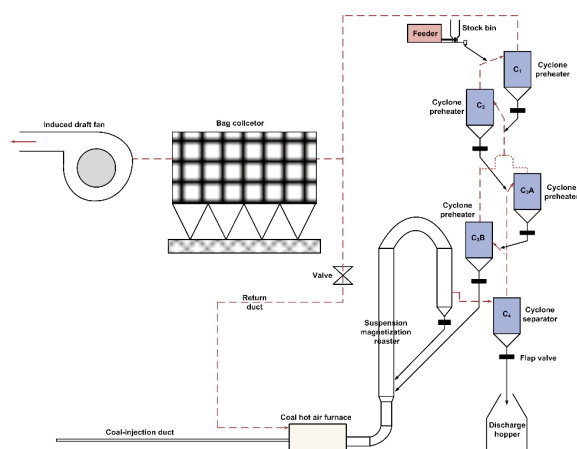 Stock bin
Feeder
C₁
Cyclone
preheater
Cyclone
preheater
C₂
Induced draft fan
Bag collcetor
C₃A
Cyclone
preheater
Cyclone
preheater
C₃B
Valve
Return
duct
Suspension
magnetization
roaster
C₄
Cyclone
separator
Flap valve
Coal hot air furnace
Coal-injection duct
Discharge
hopper